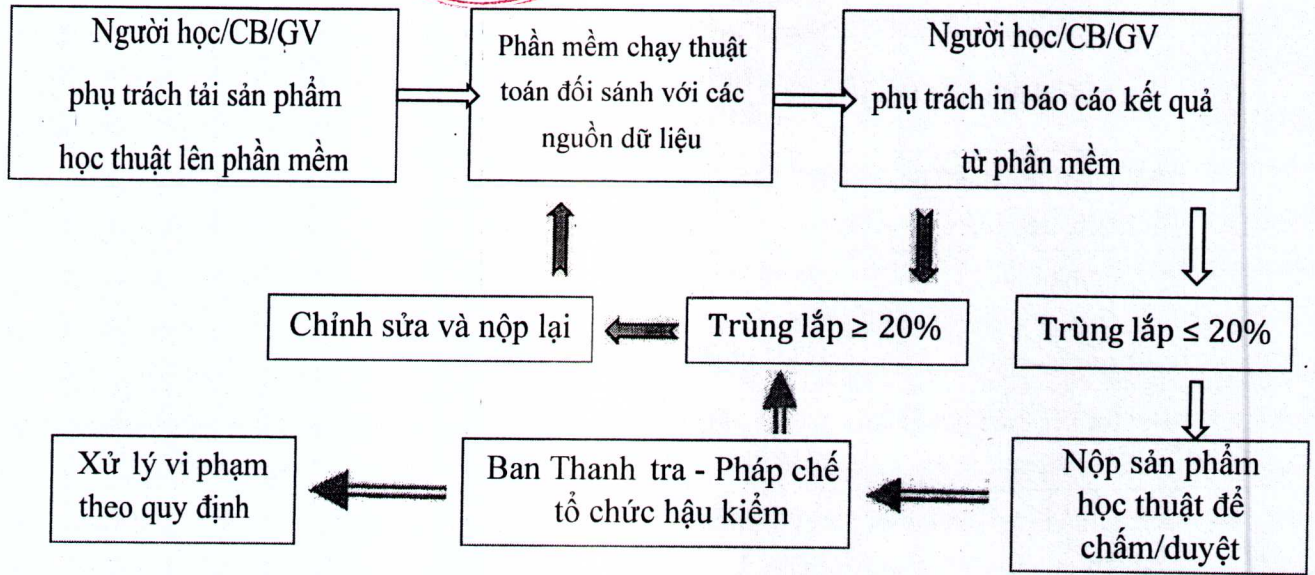 Người học/CB/GV
phụ trách tải sản phẩm
học thuật lên phần mềm
Phần mềm chạy thuật
toán đối sánh với các
nguồn dữ liệu
Người học/CB/GV
phụ trách in báo cáo kết quả
từ phần mềm
Chỉnh sửa và nộp lại
Trùng lắp ≥ 20%
Trùng lắp ≤ 20%
Xử lý vi phạm
theo quy định
Ban Thanh tra - Pháp chế
tổ chức hậu kiểm
Nộp sản phẩm
học thuật để
chấm/duyệt